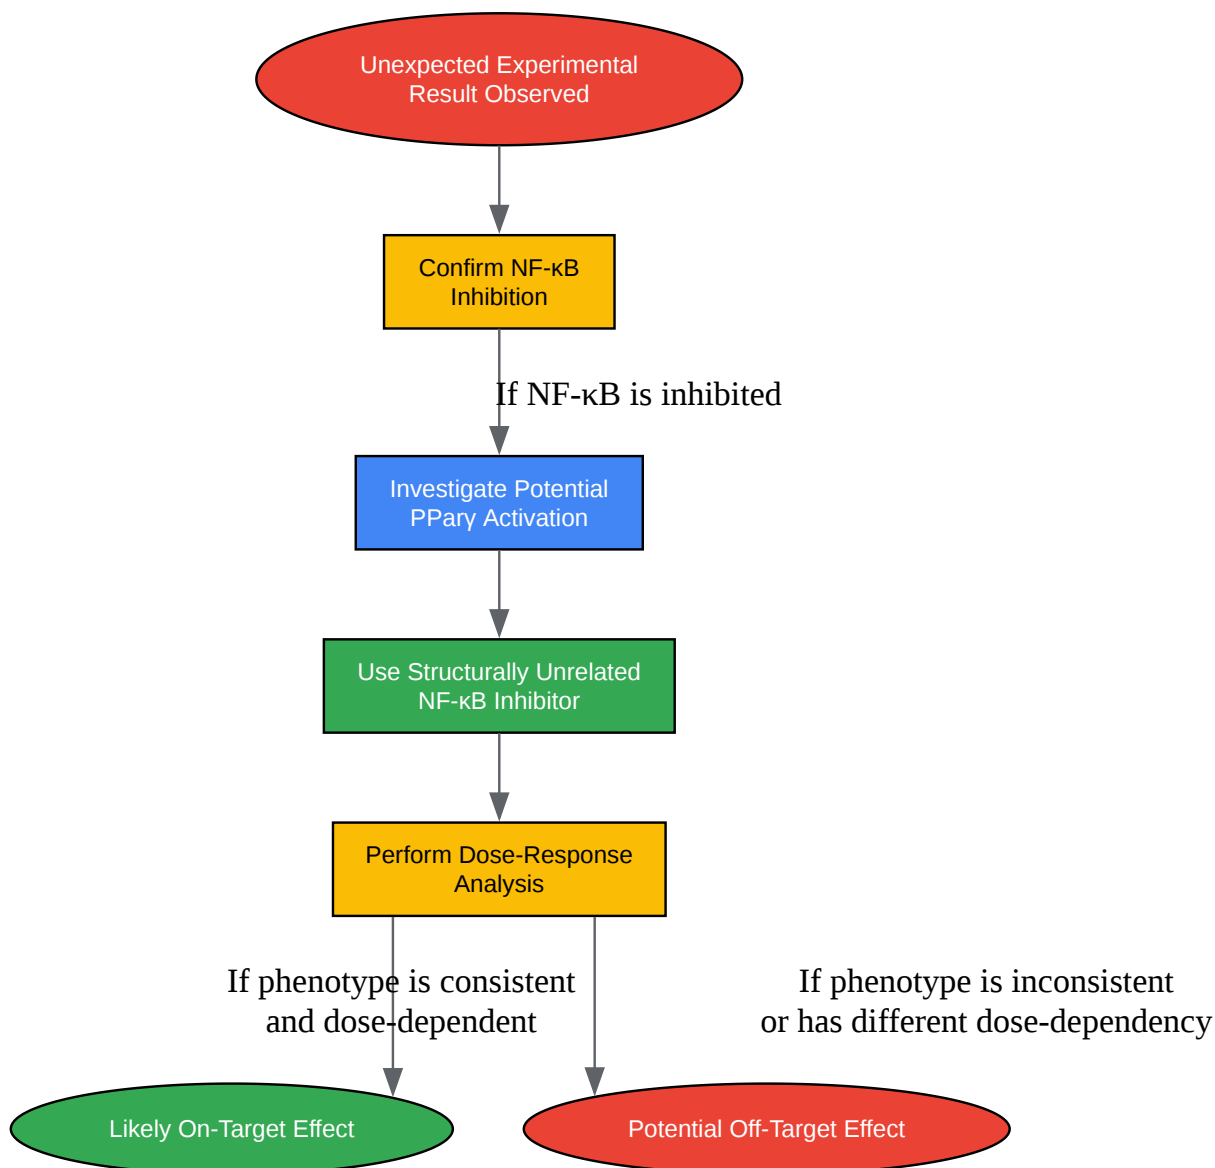 Unexpected Experimental
Result Observed
Confirm NF-κB
Inhibition
If NF-κB is inhibited
Investigate Potential
PParγ Activation
Use Structurally Unrelated
NF-κB Inhibitor
Perform Dose-Response
Analysis
If phenotype is consistent
and dose-dependent
If phenotype is inconsistent
or has different dose-dependency
Likely On-Target Effect
Potential Off-Target Effect